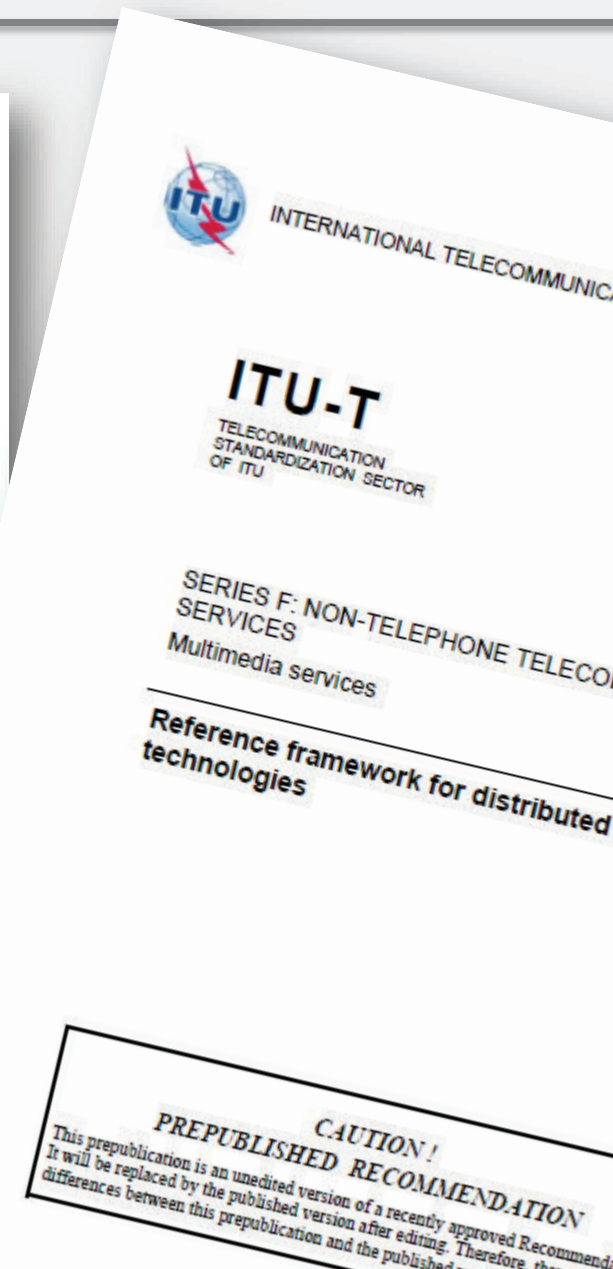 ITU
INTERNATIONAL TELECOMMUNICA
ITU-T
TELECOMMUNICATION
STANDARDIZATION SECTOR
OF ITU
SERIES F: NON-TELEPHONE TELECO
SERVICES
Multimedia services
Reference framework for distributed
technologies
CAUTION !
PREPUBLISHED RECOMMENDATION
This prepublication is an unedited version of a recently approved Recommend
It will be replaced by the published version after editing. Therefore, the
differences between this prepublication and the published